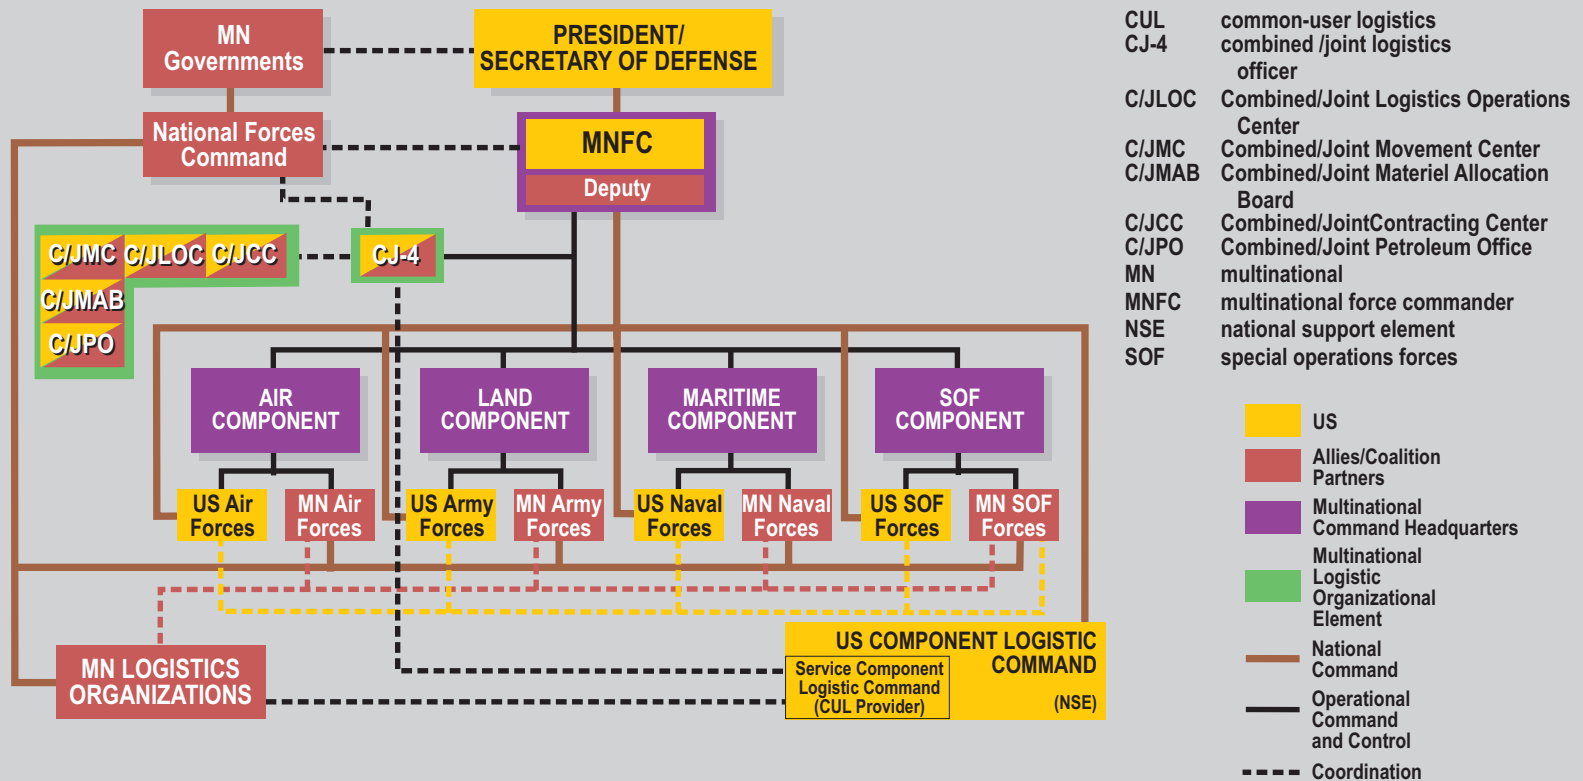 MN
Governments
PRESIDENT/
SECRETARY OF DEFENSE
National Forces
Command
MNFC
Deputy
C/JMC
C/JLOC
C/JCC
C/JMAB
C/JPO
CJ-4
AIR
COMPONENT
LAND
COMPONENT
MARITIME
COMPONENT
SOF
COMPONENT
US Air
Forces
MN Air
Forces
US Army
Forces
MN Army
Forces
US Naval
Forces
MN Naval
Forces
US SOF
Forces
MN SOF
Forces
MN LOGISTICS
ORGANIZATIONS
US COMPONENT LOGISTIC
COMMAND
(NSE)
Service Component
Logistic Command
(CUL Provider)
CUL common-user logistics
CJ-4 combined /joint logistics
officer
C/JLOC Combined/Joint Logistics Operations
Center
C/JMC Combined/Joint Movement Center
C/JMAB Combined/Joint Materiel Allocation
Board
C/JCC Combined/JointContracting Center
C/JPO Combined/Joint Petroleum Office
MN multinational
MNFC multinational force commander
NSE national support element
SOF special operations forces
US
Allies/Coalition
Partners
Multinational
Command Headquarters
Multinational
Logistic
Organizational
Element
National
Command
Operational
Command
and Control
Coordination